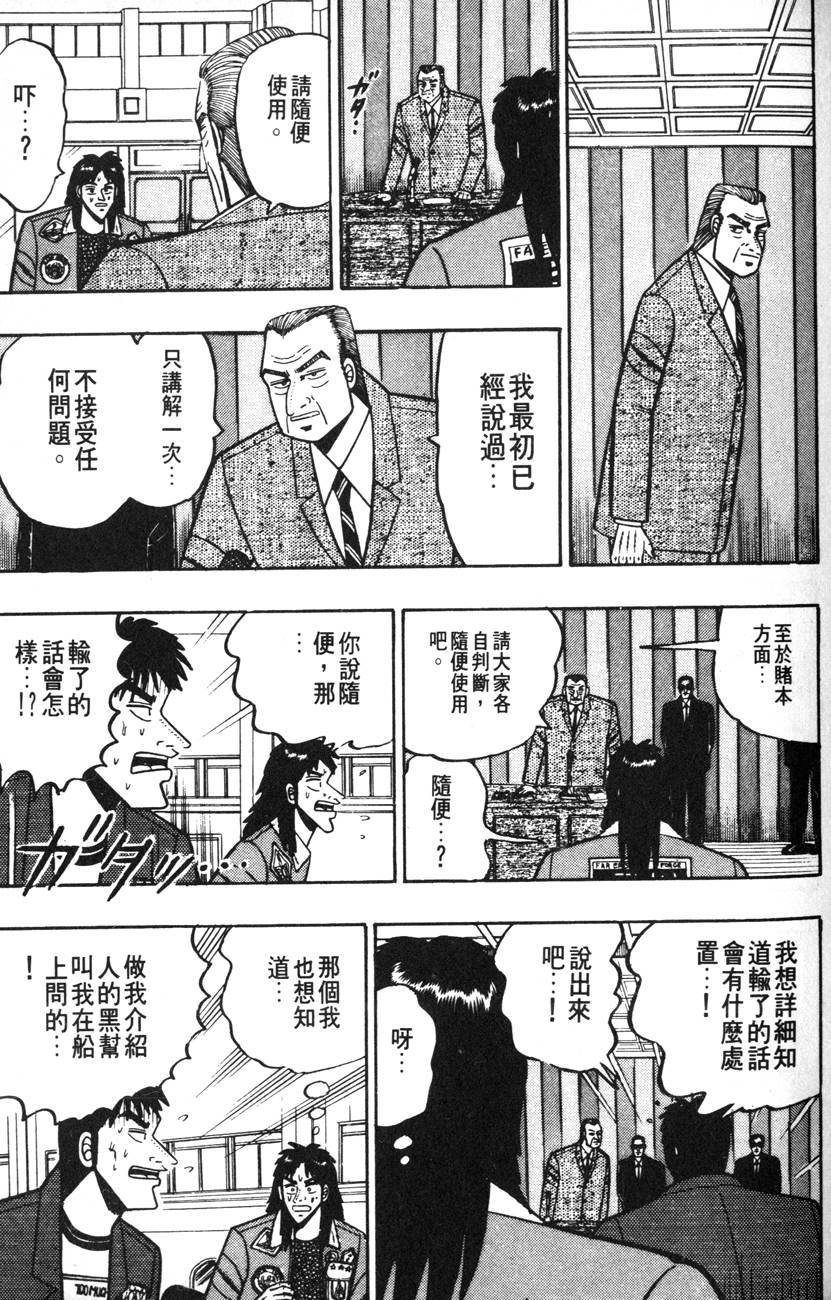 ガタ…
請隨便
使用。
吓…?
FA
我最初已
經說過…
只講解一次…
不接受任
何問題。
至於賭本
方面…
請大家各
自判斷，
隨便使用
吧。
隨便…?
你說隨
便，那
…
輸了的
話會怎
樣…!?
ガタッ…
我想詳細知
道輸了的話
會有什麼處
置…!
說出來
吧…!
呀…
那個我
也想知
道…
做我介紹
人的黑幫
叫我在船
上問的…
!
TOOMUCH